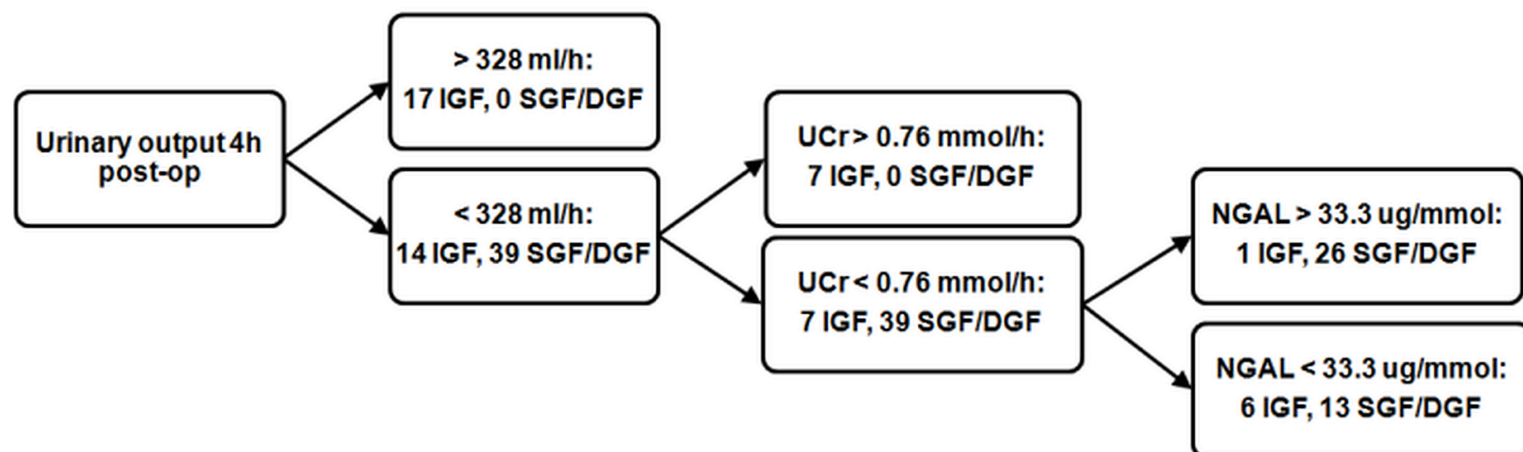 Urinary output 4h
post-op
> 328 ml/h:
17 IGF, 0 SGF/DGF
< 328 ml/h:
14 IGF, 39 SGF/DGF
UCr > 0.76 mmol/h:
7 IGF, 0 SGF/DGF
UCr < 0.76 mmol/h:
7 IGF, 39 SGF/DGF
NGAL > 33.3 ug/mmol:
1 IGF, 26 SGF/DGF
NGAL < 33.3 ug/mmol:
6 IGF, 13 SGF/DGF